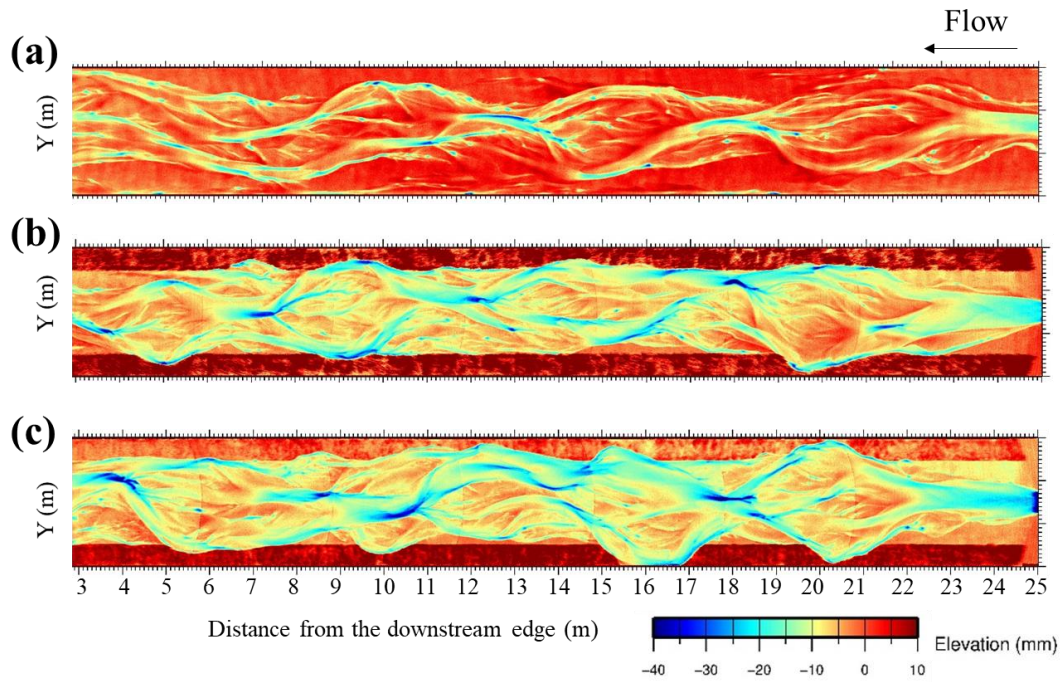 Flow
(a)
Y (m)
(b)
Y (m)
(c)
Y (m)
3 4 5 6 7 8 9 10 11 12 13 14 15 16 17 18 19 20 21 22 23 24 25
Distance from the downstream edge (m)
Elevation (mm)
-40 -30 -20 -10 0 10